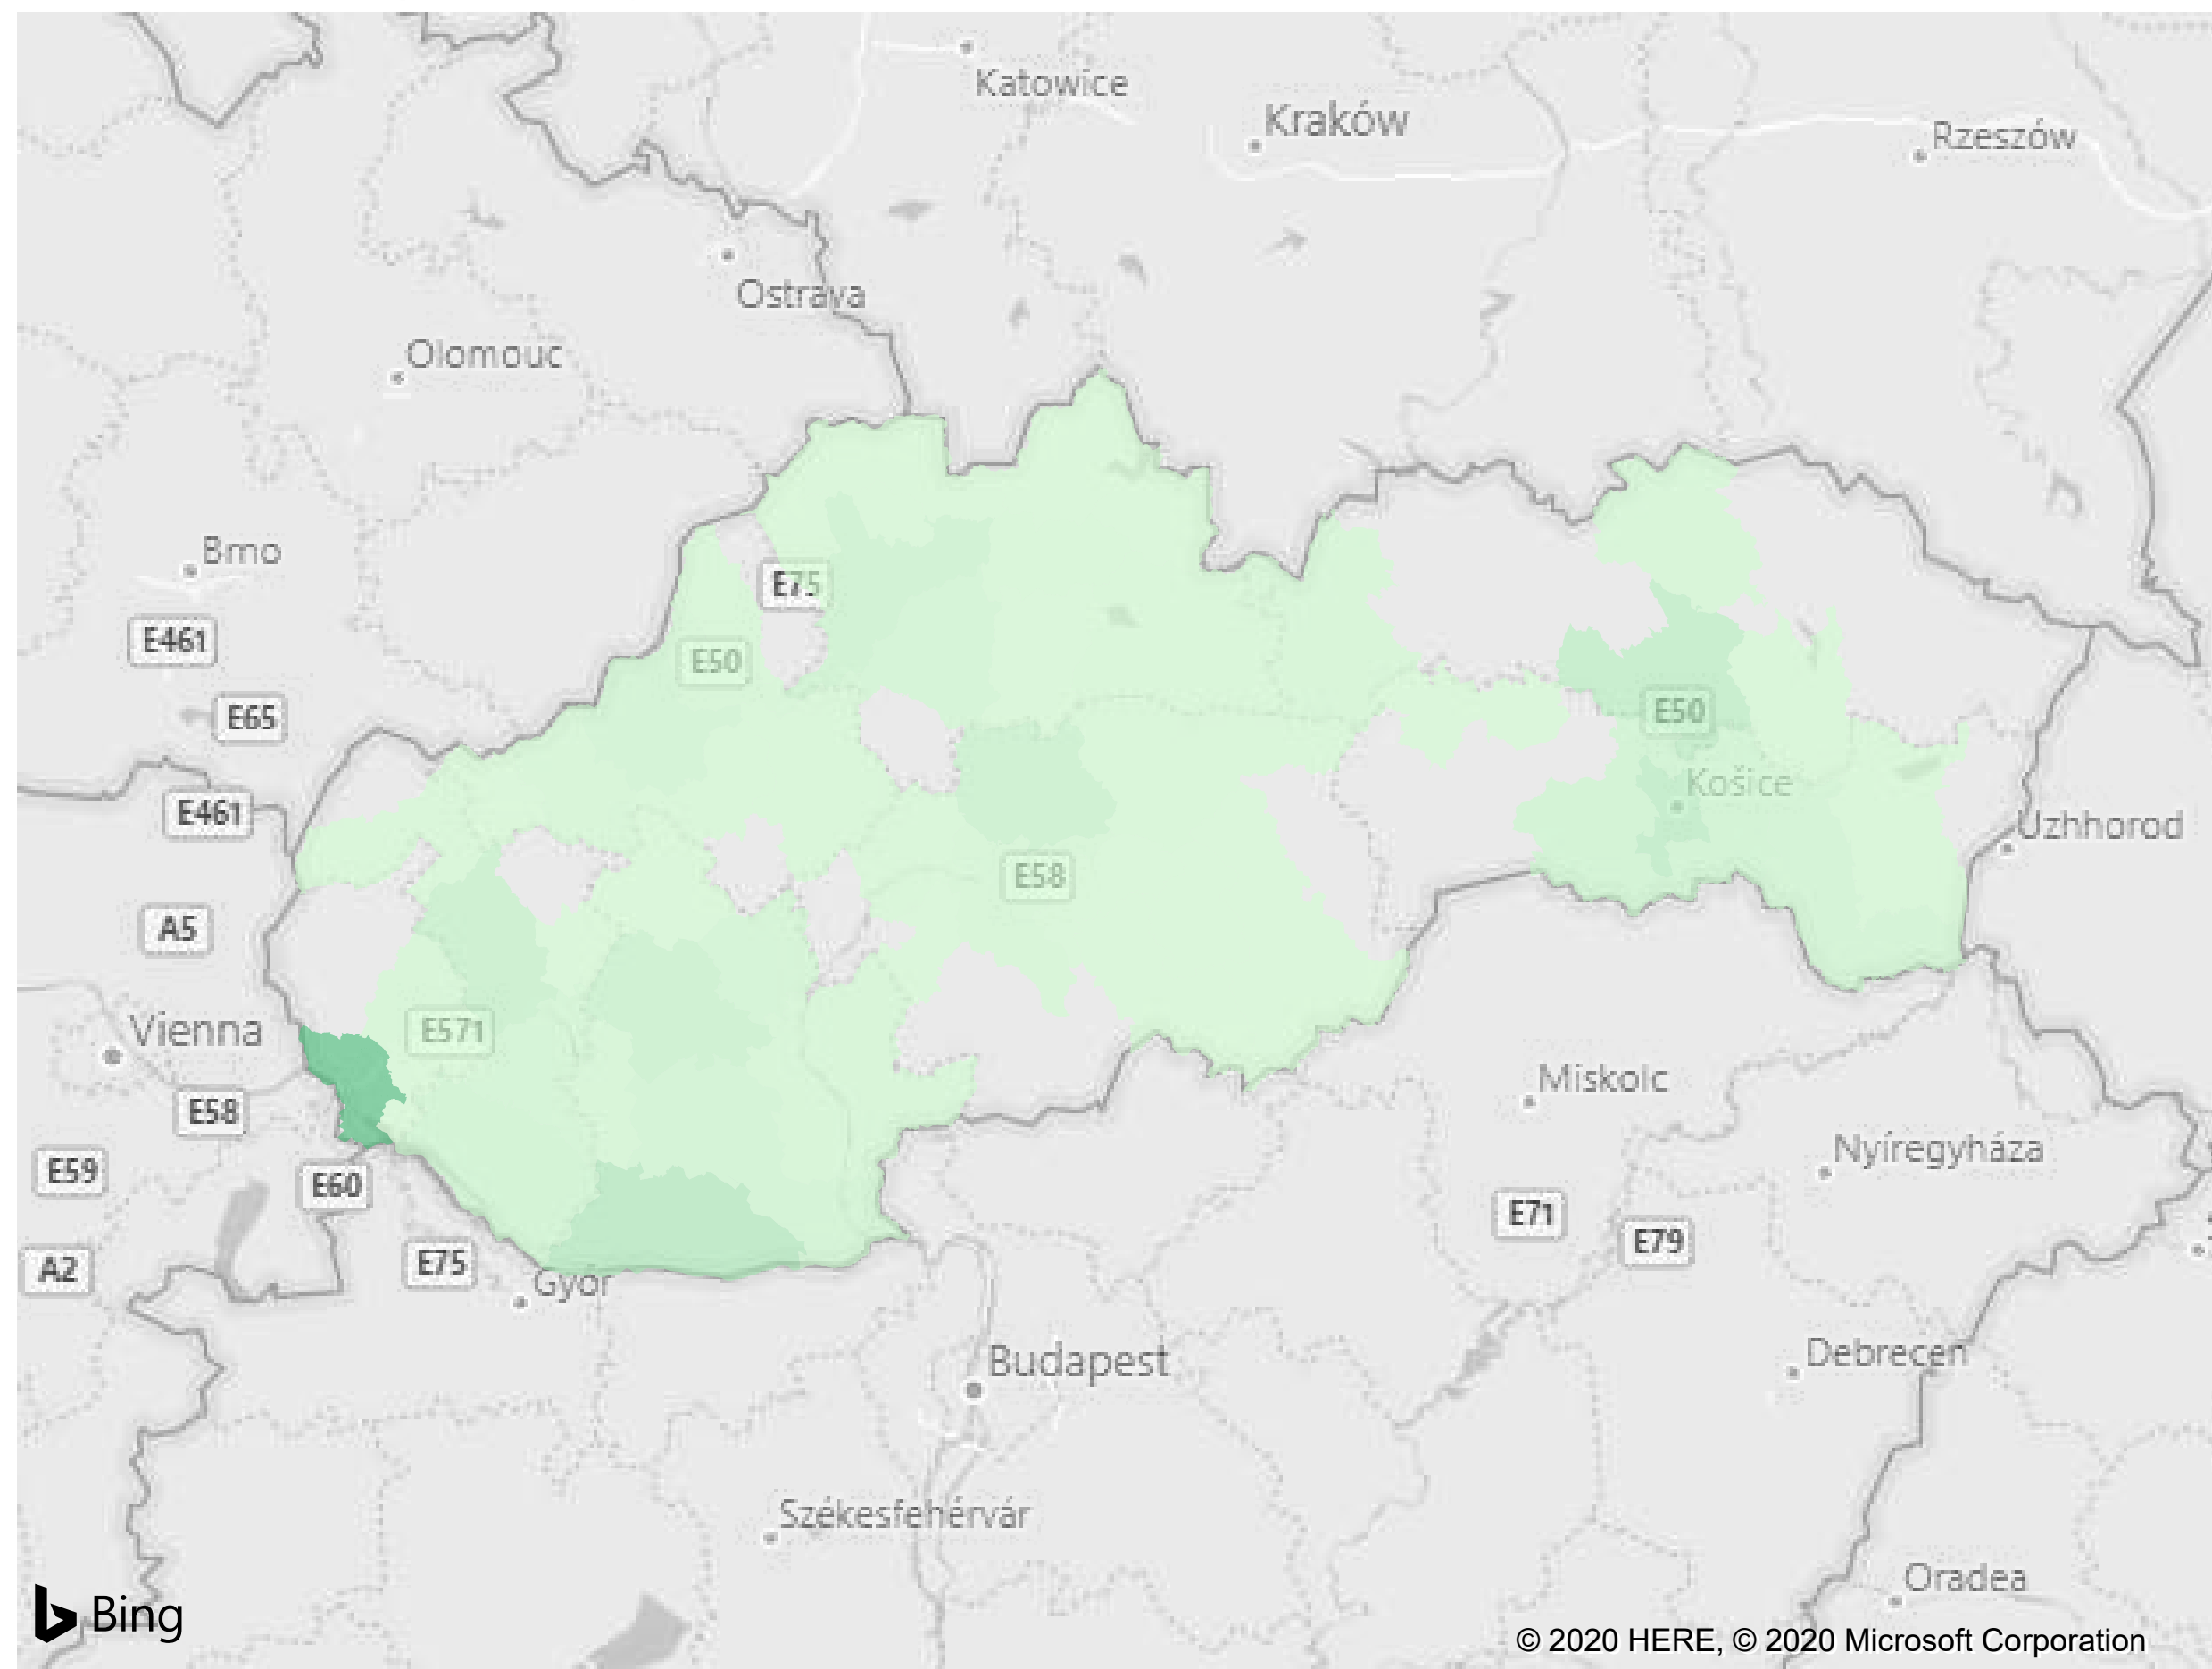 Katowice
Kraków
Rzeszów
Ostrava
Olomouc
Brno
E75
E461
E50
E65
E50
Košice
E461
Uzhhorod
E58
A5
Vienna
E571
Miskolc
E58
Nyíregyháza
E59
E60
E71
E79
E75
A2
Győr
Budapest
Debrecen
Székesfehérvár
Oradea
Bing
© 2020 HERE, © 2020 Microsoft Corporation